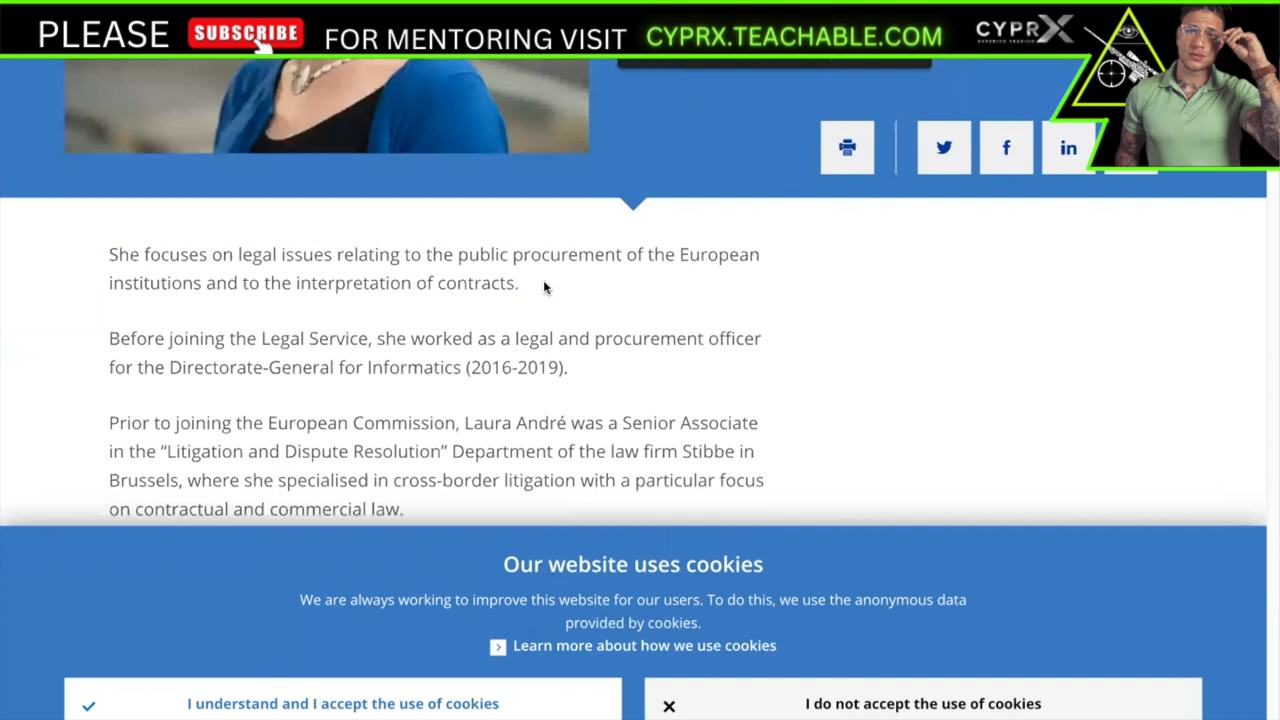 PLEASE SUBSCRIBE FOR MENTORING VISIT CYPRX.TEACHABLE.COM CYPRX
She focuses on legal issues relating to the public procurement of the European
institutions and to the interpretation of contracts.
Before joining the Legal Service, she worked as a legal and procurement officer
for the Directorate-General for Informatics (2016-2019).
Prior to joining the European Commission, Laura André was a Senior Associate
in the “Litigation and Dispute Resolution” Department of the law firm Stibbe in
Brussels, where she specialised in cross-border litigation with a particular focus
on contractual and commercial law.
Our website uses cookies
We are always working to improve this website for our users. To do this, we use the anonymous data
provided by cookies.
Learn more about how we use cookies
I understand and I accept the use of cookies
I do not accept the use of cookies